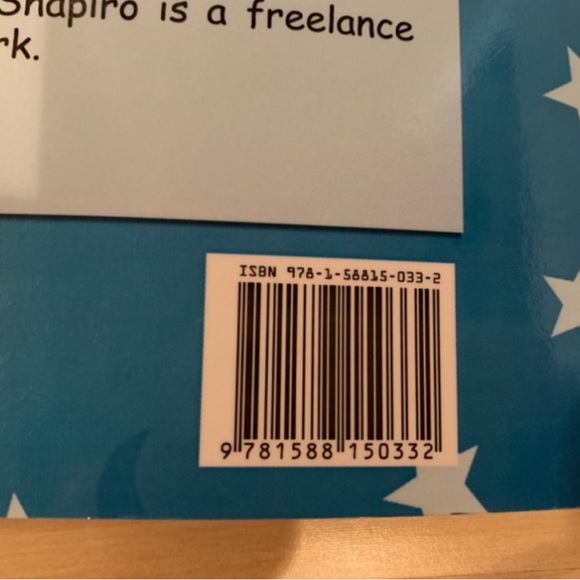 Shapiro is a freelance
rk.
ISBN 978-1-58815-033-2
9 781588 150332